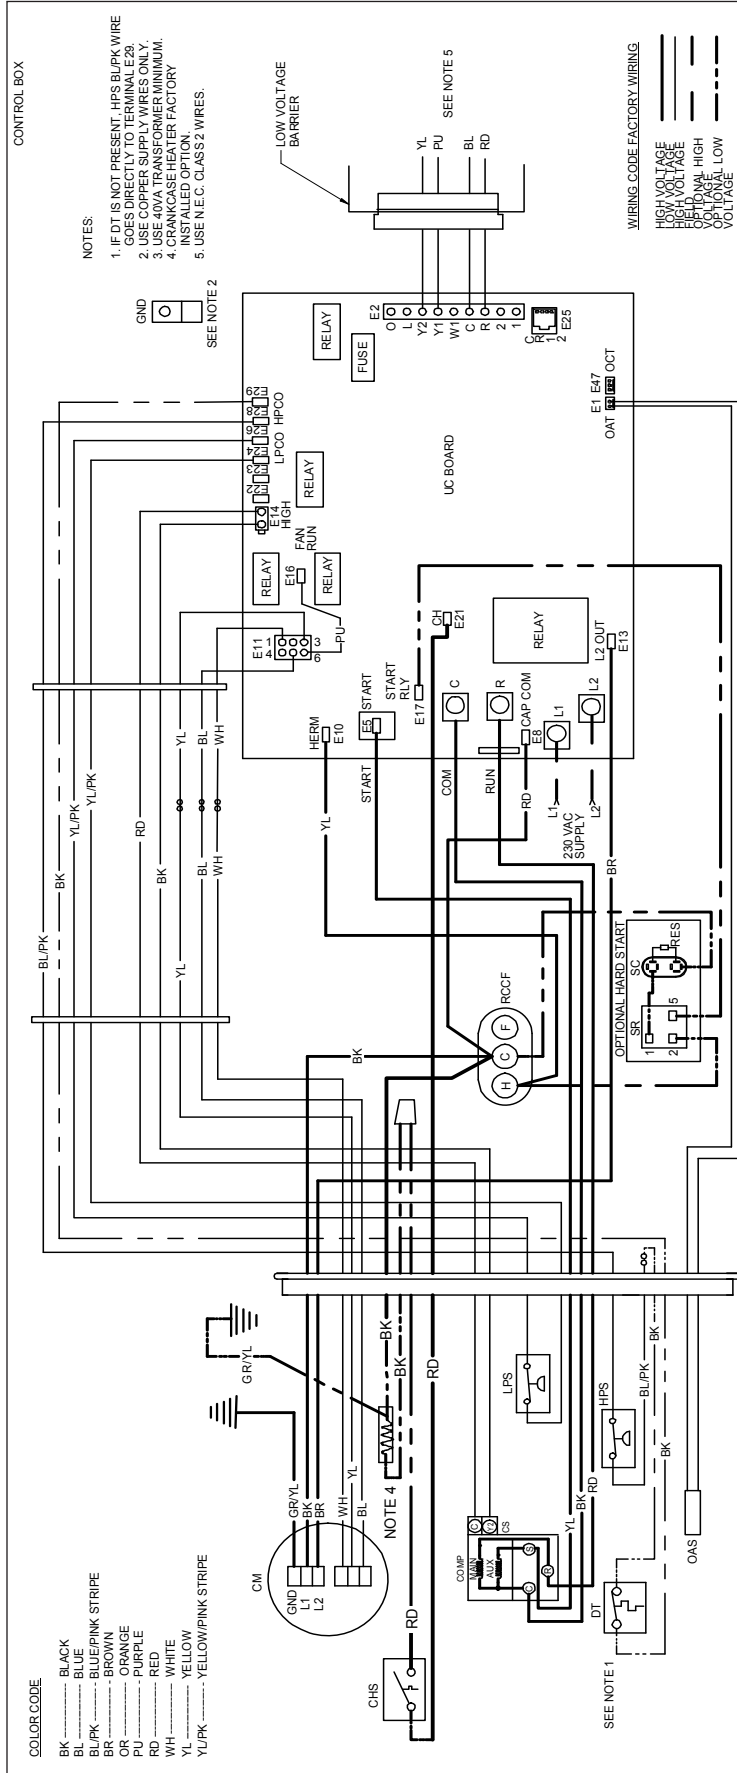 COLOR CODE
BK ---------- BLACK
BL ---------- BLUE
BL/PK ------- BLUE/PINK STRIPE
BR ---------- BROWN
OR ---------- ORANGE
PU ---------- PURPLE
RD ---------- RED
WH ---------- WHITE
YL ---------- YELLOW
YL/PK ------- YELLOW/PINK STRIPE
CONTROL BOX
NOTES:
1. IF DT IS NOT PRESENT, HPS BL/PK WIRE
GOES DIRECTLY TO TERMINAL E29.
2. USE COPPER SUPPLY WIRES ONLY.
3. USE 40VA TRANSFORMER MINIMUM.
4. CRANKCASE HEATER FACTORY
INSTALLED OPTION.
5. USE N.E.C. CLASS 2 WIRES.
GND
SEE NOTE 2
LOW VOLTAGE
BARRIER
SEE NOTE 5
YL
PU
BL
RD
WIRING CODE FACTORY WIRING
HIGH VOLTAGE
LOW VOLTAGE
HIGH VOLTAGE
FIELD
OPTIONAL HIGH
VOLTAGE
OPTIONAL LOW
VOLTAGE
BL/PK
BK
YL/PK
YL/PK
RD
BK
YL
YL
BL
BL
WH
WH
E29
E28
HPCO
E26
E24
LPCO
E23
E22
E14
HIGH
FAN
RUN
E16
RELAY
RELAY
RELAY
RELAY
FUSE
E11
1
4
3
6
PU
E2
O
L
Y2
Y1
W1
C
R
2
1
C
R
1
2
E25
UC BOARD
E1
E47
OAT
OCT
HERM
E10
START
E5
START
RLY
E17
CH
E21
C
R
CAP COM
E8
L1
L2
L2 OUT
E13
RELAY
YL
START
COM
RUN
RD
L1
230 VAC
SUPPLY
L2
BR
RCCF
F
C
H
BK
OPTIONAL HARD START
SR
1
2
5
SC
RES
GR/YL
GR/YL
BK
BR
WH
YL
BL
CM
GND
L1
L2
NOTE 4
BK
BK
RD
RD
CHS
COMP
MAIN
AUX
C
S
R
C
Y2
CS
YL
BK
RD
LPS
HPS
BL/PK
BK
BK
DT
SEE NOTE 1
OAS